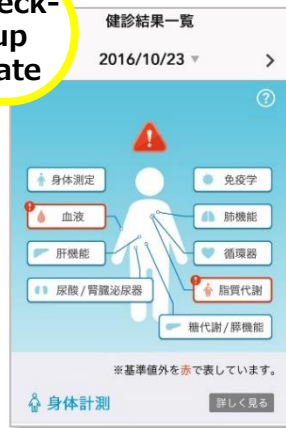 eck-
up
ate
健診結果一覧
2016/10/23 ▼ >
?
!
身体測定
免疫学
!
血液
肺機能
肝機能
循環器
尿酸/腎臓泌尿器
!
脂質代謝
糖代謝/膵機能
※基準値外を赤で表しています。
身体計測
詳しく見る